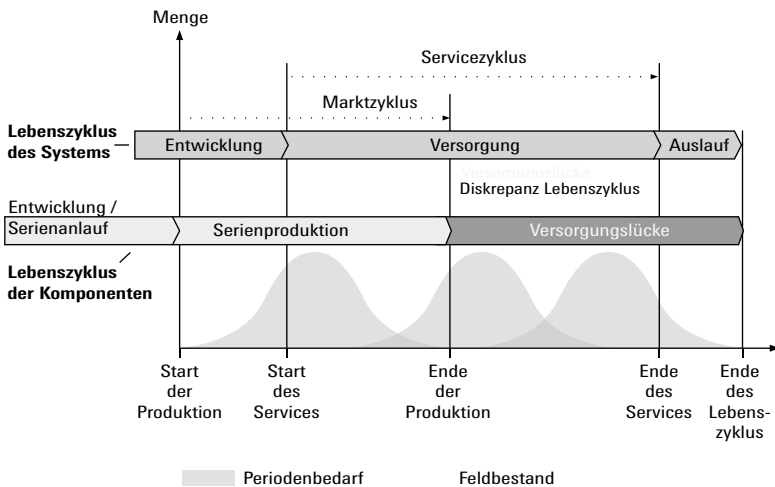 Menge
Servicezyklus
Marktzyklus
Lebenszyklus
des Systems
Entwicklung
Versorgung
Auslauf
Versorgungslücke
Diskrepanz Lebenszyklus
Entwicklung /
Serienanlauf
Serienproduktion
Versorgungslücke
Lebenszyklus
der Komponenten
Start
der
Produktion
Start
des
Services
Ende
der
Produktion
Ende
des
Services
Ende
des
Lebens-
zyklus
Periodenbedarf
Feldbestand